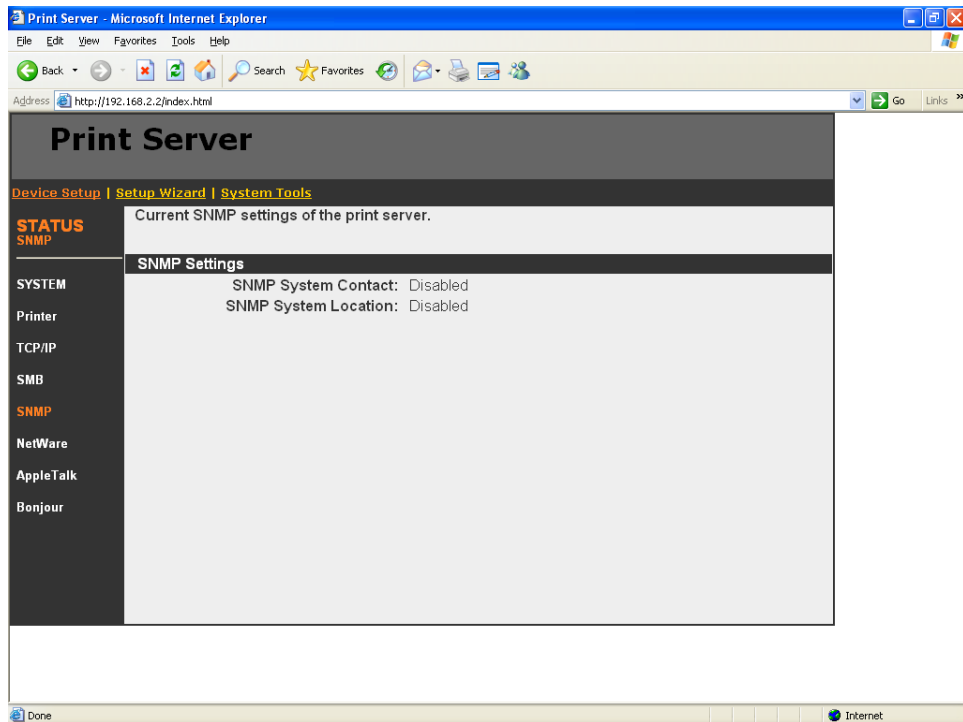 Print Server - Microsoft Internet Explorer
File Edit View Favorites Tools Help
Back Search Favorites
Address http://192.168.2.2/index.html Go Links »
Print Server
Device Setup | Setup Wizard | System Tools
STATUS
SNMP
Current SNMP settings of the print server.
SNMP Settings
SNMP System Contact: Disabled
SNMP System Location: Disabled
SYSTEM
Printer
TCP/IP
SMB
SNMP
NetWare
AppleTalk
Bonjour
Done Internet